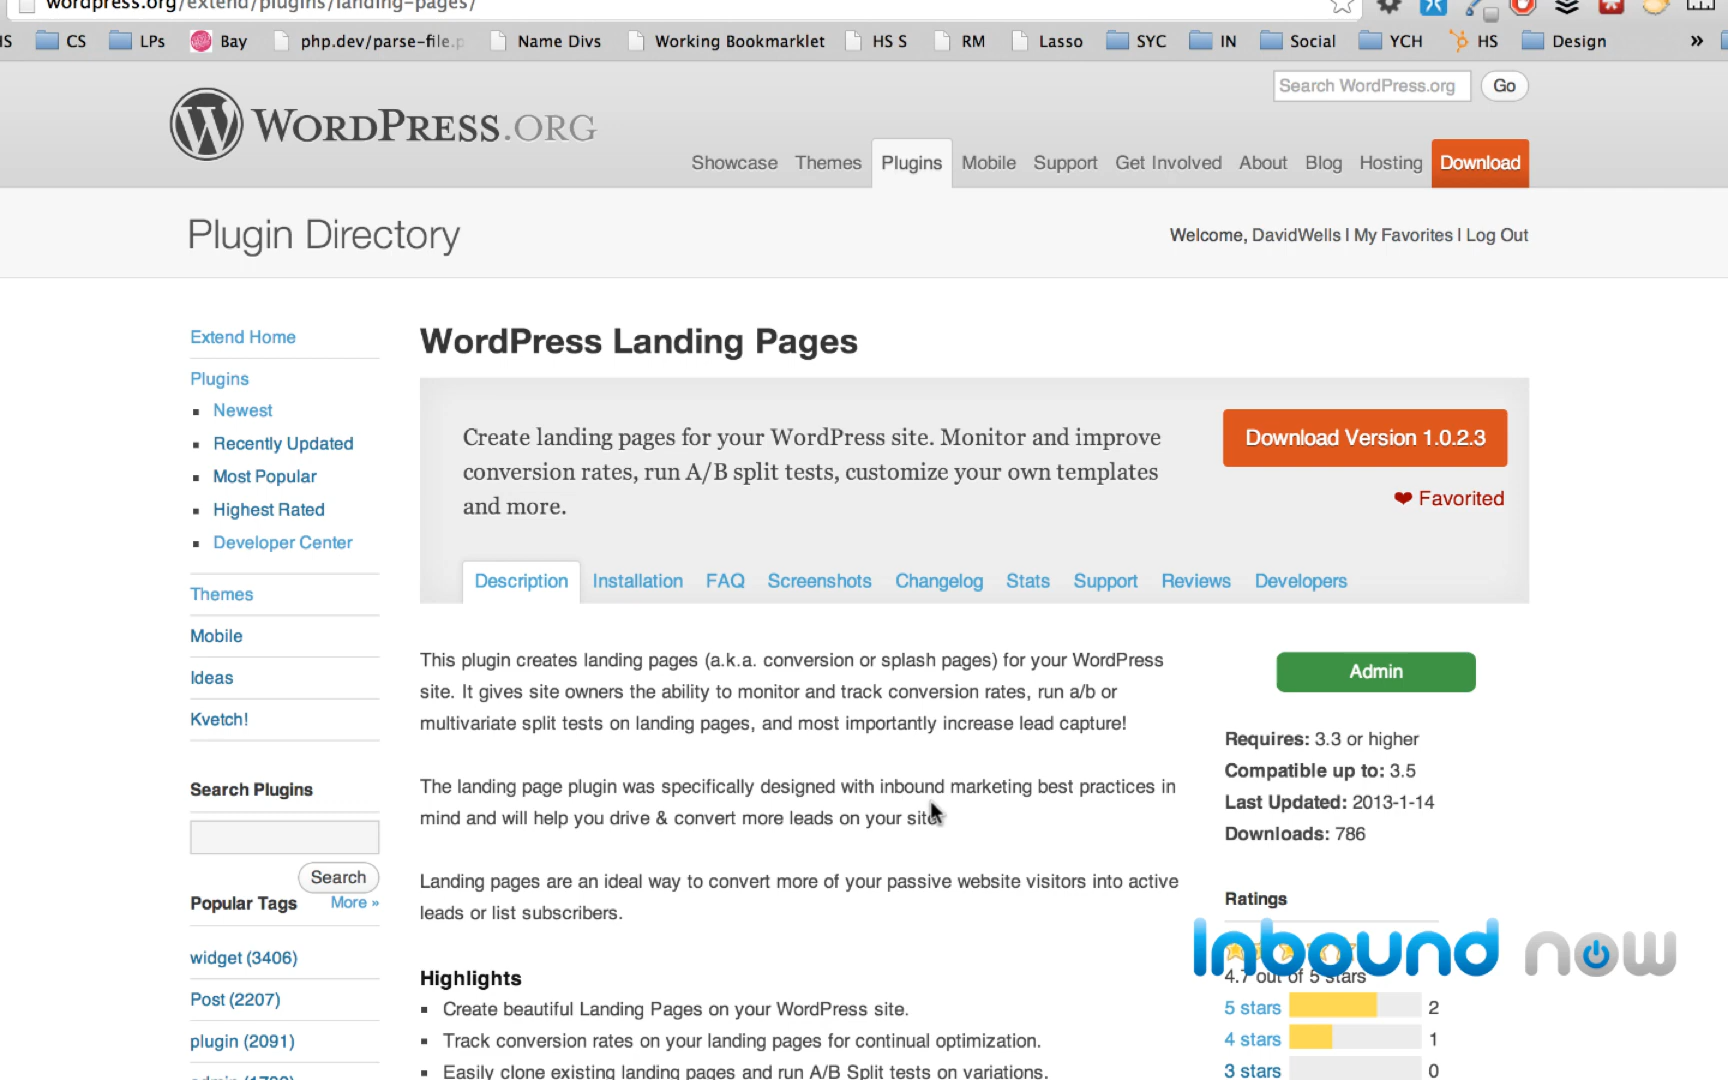 wordpress.org/extend/plugins/landing-pages/
CS LPs Bay php.dev/parse-file.p Name Divs Working Bookmarklet HS S RM Lasso SYC IN Social YCH HS Design »
Search WordPress.org Go
WORDPRESS.ORG
Showcase Themes Plugins Mobile Support Get Involved About Blog Hosting Download
Plugin Directory
Welcome, DavidWells | My Favorites | Log Out
Extend Home
Plugins
Newest
Recently Updated
Most Popular
Highest Rated
Developer Center
Themes
Mobile
Ideas
Kvetch!
Search Plugins
Search
Popular Tags More »
widget (3406)
Post (2207)
plugin (2091)
WordPress Landing Pages
Create landing pages for your WordPress site. Monitor and improve
conversion rates, run A/B split tests, customize your own templates
and more.
Download Version 1.0.2.3
Favorited
Description Installation FAQ Screenshots Changelog Stats Support Reviews Developers
This plugin creates landing pages (a.k.a. conversion or splash pages) for your WordPress
site. It gives site owners the ability to monitor and track conversion rates, run a/b or
multivariate split tests on landing pages, and most importantly increase lead capture!
The landing page plugin was specifically designed with inbound marketing best practices in
mind and will help you drive & convert more leads on your site
Landing pages are an ideal way to convert more of your passive website visitors into active
leads or list subscribers.
Highlights
Create beautiful Landing Pages on your WordPress site.
Track conversion rates on your landing pages for continual optimization.
Easily clone existing landing pages and run A/B Split tests on variations.
Admin
Requires: 3.3 or higher
Compatible up to: 3.5
Last Updated: 2013-1-14
Downloads: 786
Ratings
Inbound now
4.7 out of 5 stars
5 stars 2
4 stars 1
3 stars 0